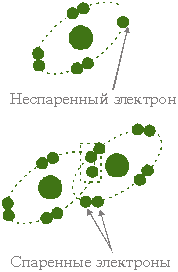 Неспаренный электрон
Спаренные электроны